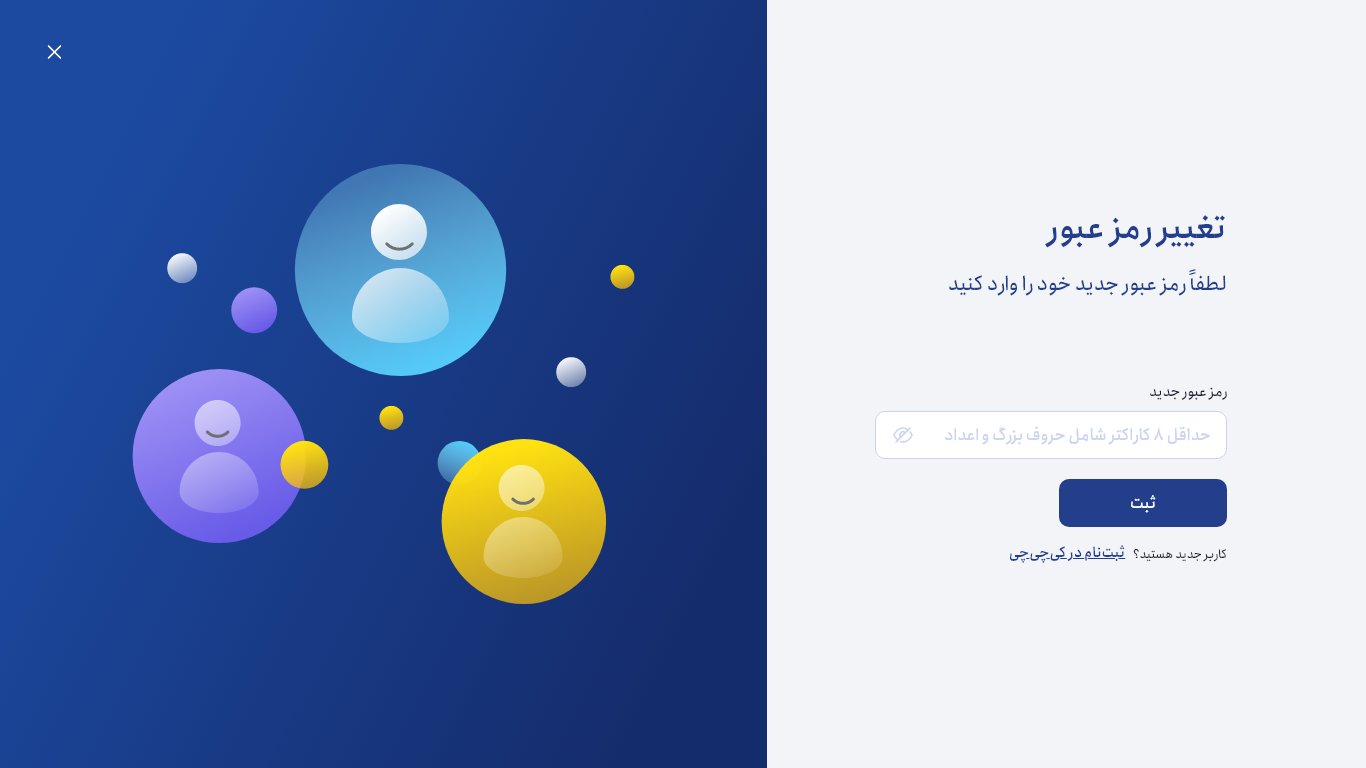 تغییر رمز عبور
لطفاً رمز عبور جدید خود را وارد کنید
رمز عبور جدید
حداقل ۸ کاراکتر شامل حروف بزرگ و اعداد
ثبت
کاربر جدید هستید؟ ثبت‌نام در کی‌چی‌چی